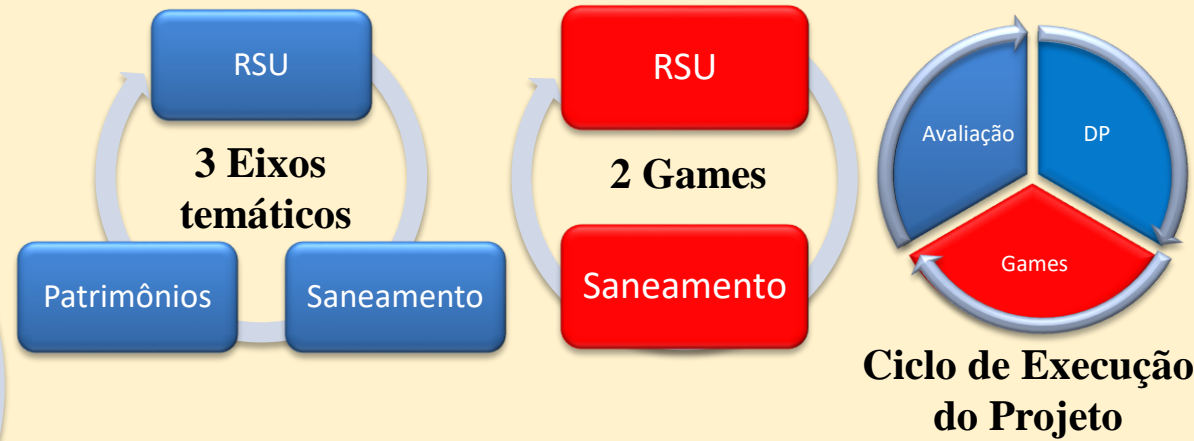 RSU
3 Eixos
temáticos
Patrimônios
Saneamento
RSU
2 Games
Saneamento
Avaliação
DP
Games
Ciclo de Execução
do Projeto